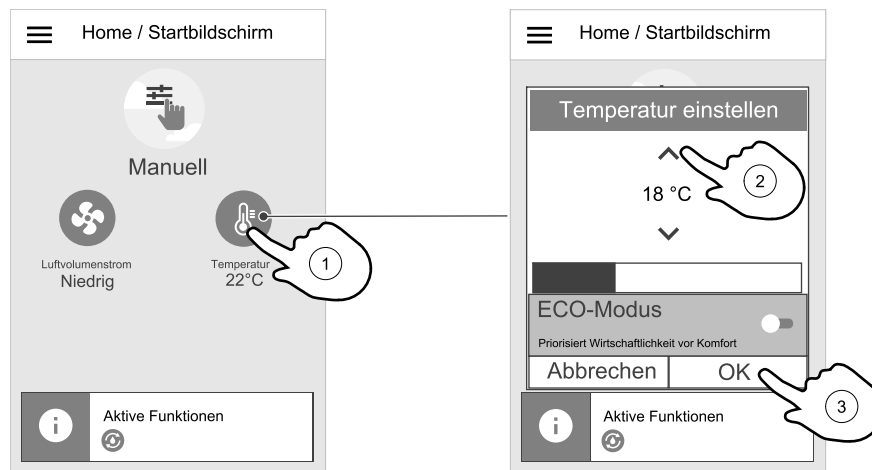 Home / Startbildschirm
Manuell
Luftvolumenstrom
Niedrig
Temperatur
22°C
1
i
Aktive Funktionen
Home / Startbildschirm
Temperatur einstellen
18 °C
2
ECO-Modus
Priorisiert Wirtschaftlichkeit vor Komfort
Abbrechen
OK
3
i
Aktive Funktionen